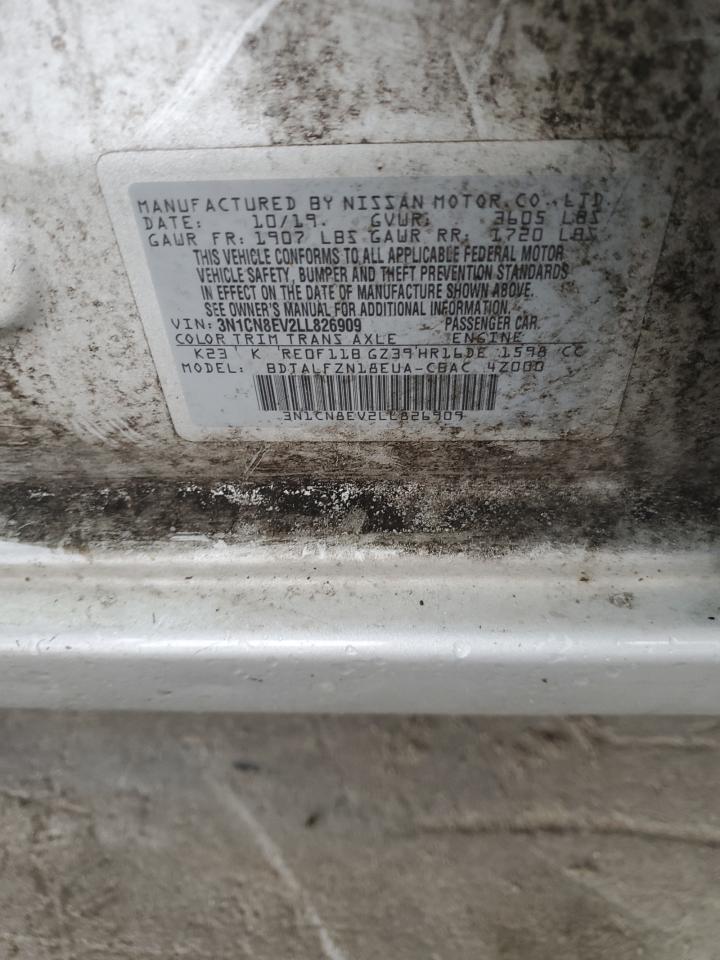 MANUFACTURED BY NISSAN MOTOR CO., LTD.
DATE: 10/19. GVWR: 3605 LBS
GAWR FR: 1907 LBS GAWR RR: 1720 LBS
THIS VEHICLE CONFORMS TO ALL APPLICABLE FEDERAL MOTOR
VEHICLE SAFETY, BUMPER AND THEFT PREVENTION STANDARDS
IN EFFECT ON THE DATE OF MANUFACTURE SHOWN ABOVE.
SEE OWNER'S MANUAL FOR ADDITIONAL INFORMATION.
VIN: 3N1CN8EV2LL826909 PASSENGER CAR.
COLOR TRIM TRANS AXLE ENGINE
K23 K RE0F11B GZ39 HR16DE 1598 CC
MODEL: BDTALFZN18EUA-CBAC 4Z000
3N1CN8EV2LL826909